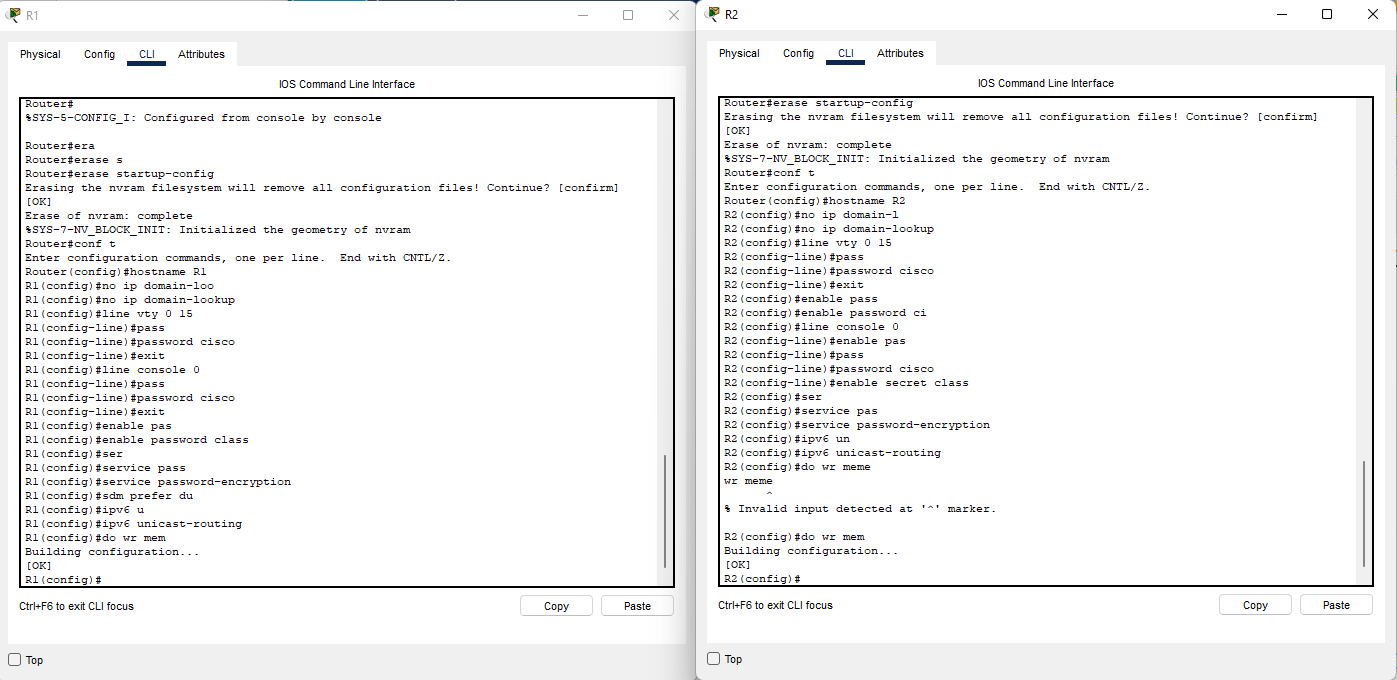 R1
Physical Config CLI Attributes
IOS Command Line Interface
Router#
%SYS-5-CONFIG_I: Configured from console by console
Router#era
Router#erase s
Router#erase startup-config
Erasing the nvram filesystem will remove all configuration files! Continue? [confirm]
[OK]
Erase of nvram: complete
%SYS-7-NV_BLOCK_INIT: Initialized the geometry of nvram
Router#conf t
Enter configuration commands, one per line.  End with CNTL/Z.
Router(config)#hostname R1
R1(config)#no ip domain-loo
R1(config)#no ip domain-lookup
R1(config)#line vty 0 15
R1(config-line)#pass
R1(config-line)#password cisco
R1(config-line)#exit
R1(config)#line console 0
R1(config-line)#pass
R1(config-line)#password cisco
R1(config-line)#exit
R1(config)#enable pas
R1(config)#enable password class
R1(config)#ser
R1(config)#service pass
R1(config)#service password-encryption
R1(config)#sdm prefer du
R1(config)#ipv6 u
R1(config)#ipv6 unicast-routing
R1(config)#do wr mem
Building configuration...
[OK]
R1(config)#
Ctrl+F6 to exit CLI focus
Copy
Paste
Top
R2
Physical Config CLI Attributes
IOS Command Line Interface
Router#erase startup-config
Erasing the nvram filesystem will remove all configuration files! Continue? [confirm]
[OK]
Erase of nvram: complete
%SYS-7-NV_BLOCK_INIT: Initialized the geometry of nvram
Router#conf t
Enter configuration commands, one per line.  End with CNTL/Z.
Router(config)#hostname R2
R2(config)#no ip domain-l
R2(config)#no ip domain-lookup
R2(config)#line vty 0 15
R2(config-line)#pass
R2(config-line)#password cisco
R2(config-line)#exit
R2(config)#enable pass
R2(config)#enable password ci
R2(config)#line console 0
R2(config-line)#enable pas
R2(config-line)#pass
R2(config-line)#password cisco
R2(config-line)#enable secret class
R2(config)#ser
R2(config)#service pas
R2(config)#service password-encryption
R2(config)#ipv6 un
R2(config)#ipv6 unicast-routing
R2(config)#do wr meme
wr meme
^
% Invalid input detected at '^' marker.
R2(config)#do wr mem
Building configuration...
[OK]
R2(config)#
Ctrl+F6 to exit CLI focus
Copy
Paste
Top